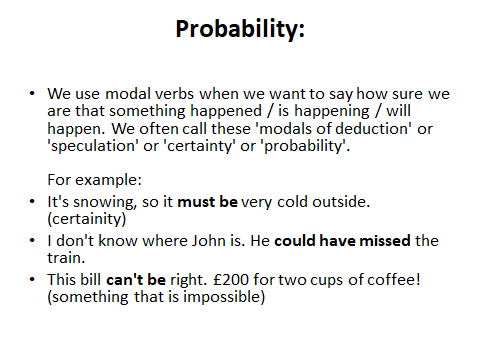 Probability:
• We use modal verbs when we want to say how sure we
are that something happened / is happening / will
happen. We often call these 'modals of deduction' or
'speculation' or 'certainty' or 'probability'.
For example:
• It's snowing, so it must be very cold outside.
(certainity)
• I don't know where John is. He could have missed the
train.
• This bill can't be right. £200 for two cups of coffee!
(something that is impossible)